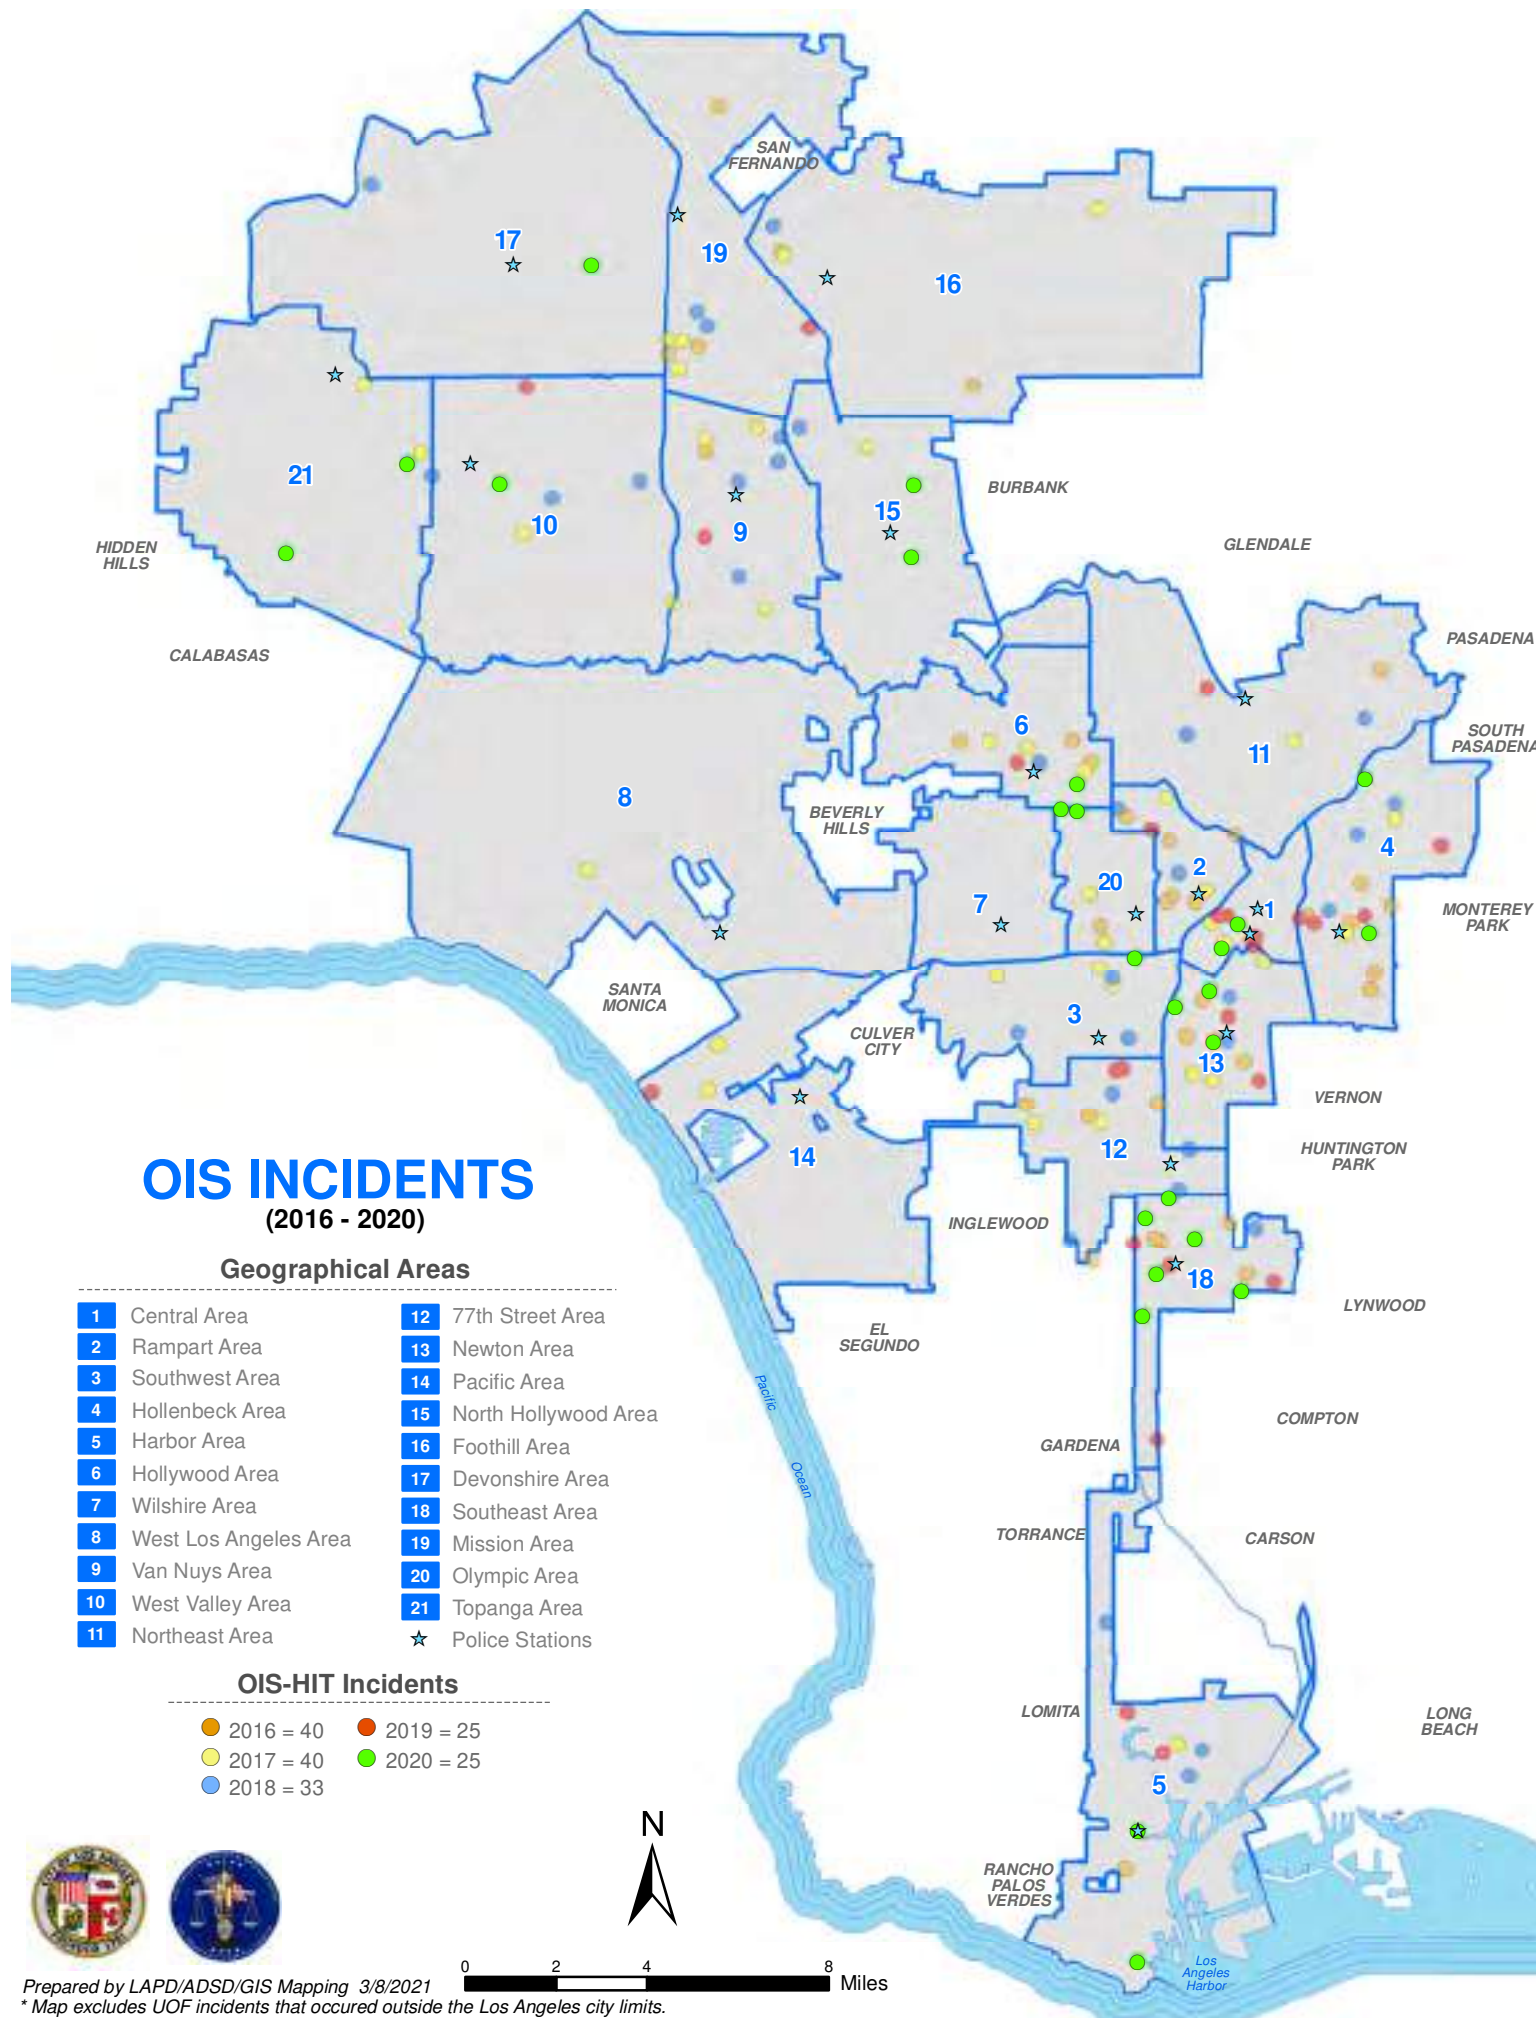 SAN
FERNANDO
17
19
16
21
BURBANK
15
10
9
HIDDEN
HILLS
GLENDALE
CALABASAS
PASADENA
6
SOUTH
PASADENA
11
8
BEVERLY
HILLS
4
2
20
7
1
MONTEREY
PARK
SANTA
MONICA
3
CULVER
CITY
13
VERNON
12
14
HUNTINGTON
PARK
INGLEWOOD
18
LYNWOOD
EL
SEGUNDO
Pacific
Ocean
COMPTON
GARDENA
TORRANCE
CARSON
LOMITA
LONG
BEACH
5
RANCHO
PALOS
VERDES
Los
Angeles
Harbor
OIS INCIDENTS
(2016 - 2020)
Geographical Areas
1 Central Area
2 Rampart Area
3 Southwest Area
4 Hollenbeck Area
5 Harbor Area
6 Hollywood Area
7 Wilshire Area
8 West Los Angeles Area
9 Van Nuys Area
10 West Valley Area
11 Northeast Area
12 77th Street Area
13 Newton Area
14 Pacific Area
15 North Hollywood Area
16 Foothill Area
17 Devonshire Area
18 Southeast Area
19 Mission Area
20 Olympic Area
21 Topanga Area
Police Stations
OIS-HIT Incidents
2016 = 40
2017 = 40
2018 = 33
2019 = 25
2020 = 25
N
0 2 4 8 Miles
Prepared by LAPD/ADSD/GIS Mapping 3/8/2021
* Map excludes UOF incidents that occured outside the Los Angeles city limits.